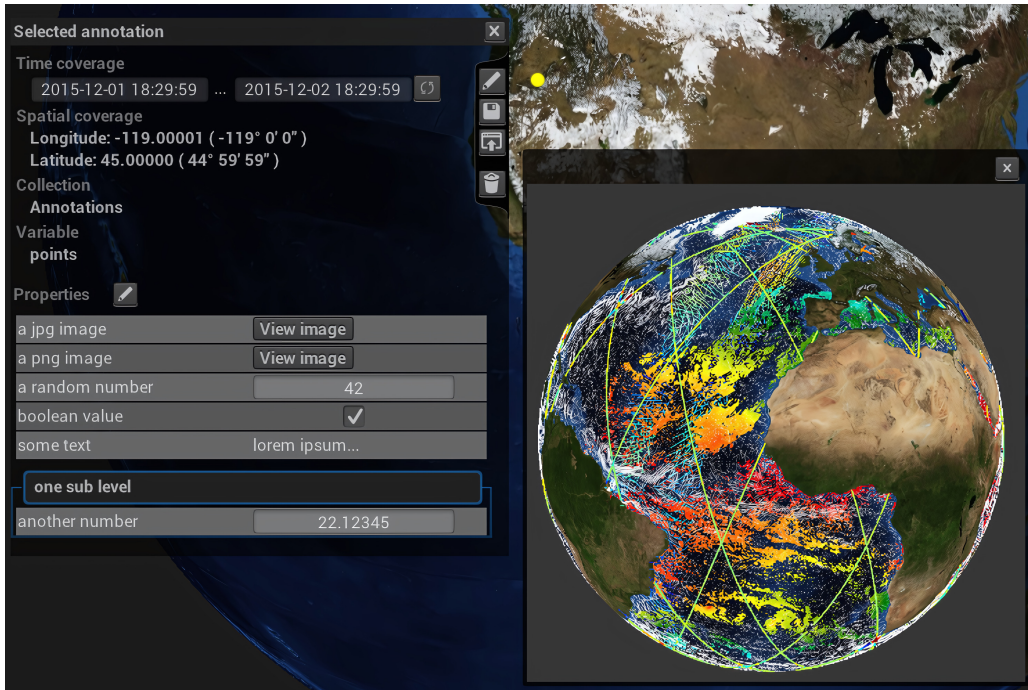 Selected annotation
Time coverage
2015-12-01 18:29:59 ... 2015-12-02 18:29:59
Spatial coverage
Longitude: -119.00001 ( -119° 0' 0" )
Latitude: 45.00000 ( 44° 59' 59" )
Collection
Annotations
Variable
points
Properties
a jpg image View image
a png image View image
a random number 42
boolean value
some text lorem ipsum...
one sub level
another number 22.12345